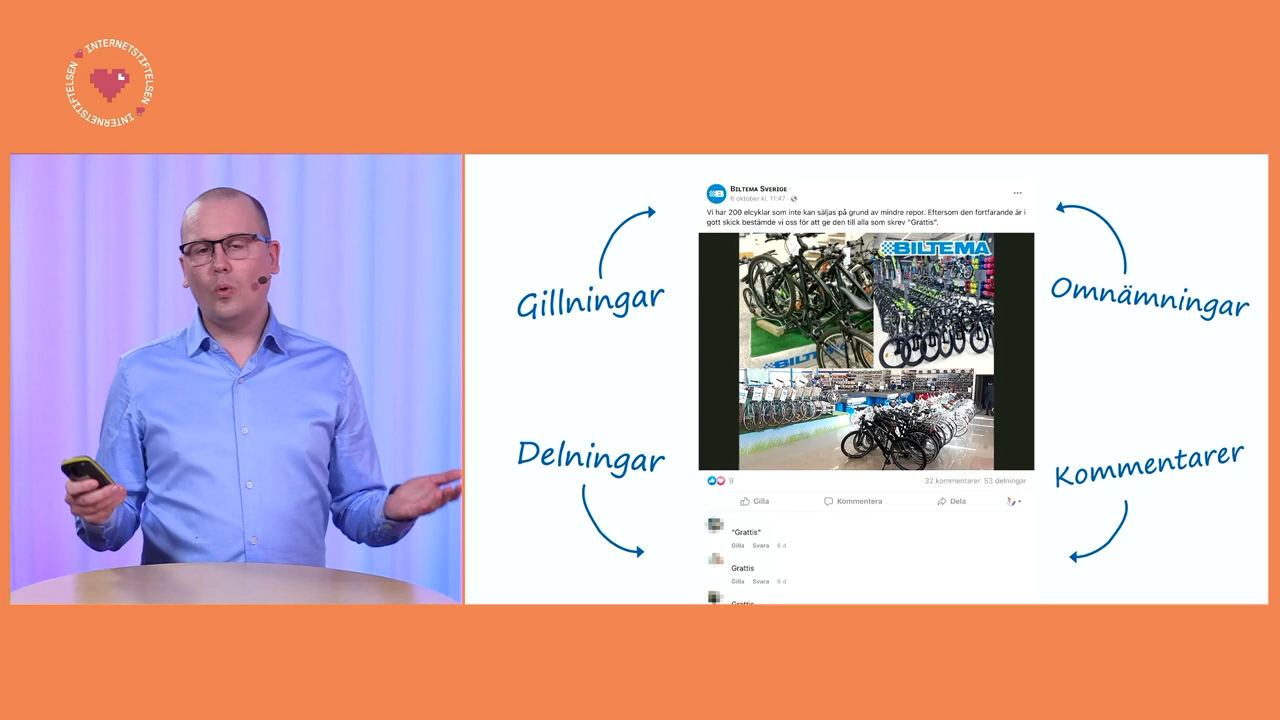 INTERNETSTIFTELSEN
INTERNETSTIFTELSEN
Gillningar
Delningar
BILTEMA SVERIGE
6 oktober kl. 11:47 ·
Vi har 200 elcyklar som inte kan säljas på grund av mindre repor. Eftersom den fortfarande är i
gott skick bestämde vi oss för att ge den till alla som skrev "Grattis".
BILTEMA
BILT
9
32 kommentarer 53 delningar
Gilla Kommentera Dela
"Grattis"
Gilla Svara 6 d
Grattis
Gilla Svara 6 d
Grattis
Omnämningar
Kommentarer